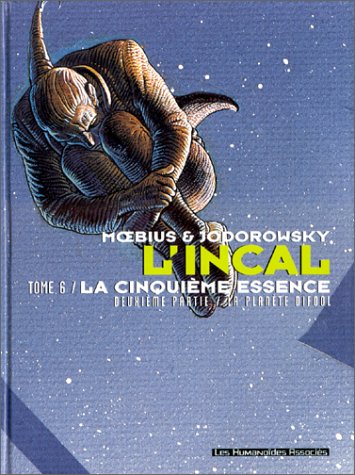 MŒBIUS & JODOROWSKY
L'INCAL
TOME 6 / LA CINQUIÈME ESSENCE
DEUXIÈME PARTIE / LA PLANÈTE DIFOOL
Les Humanoïdes Associés